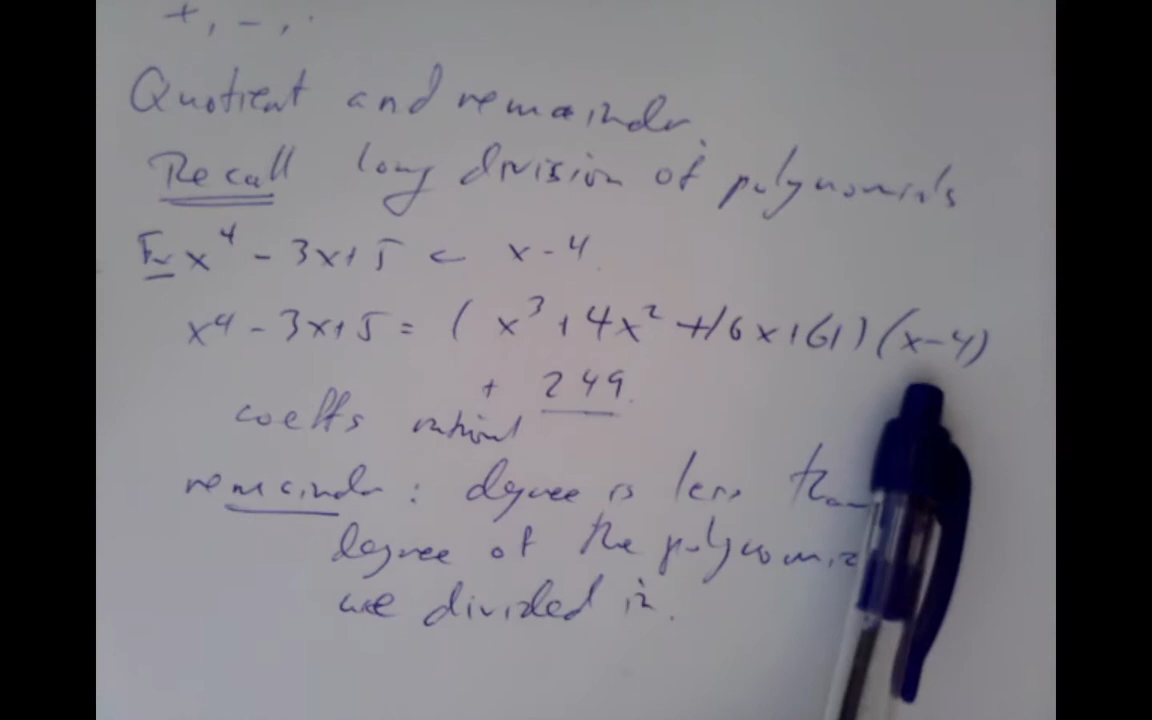 +, -, ·
Quotient and remainder.
Recall long division of polynomials
Ex x⁴ - 3x+5 ← x-4.
x⁴ - 3x+5 = (x³+4x²+16x+61)(x-4)
+ 249.
coeffs rational
remainder: degree is less than
degree of the polynomial
we divided in.